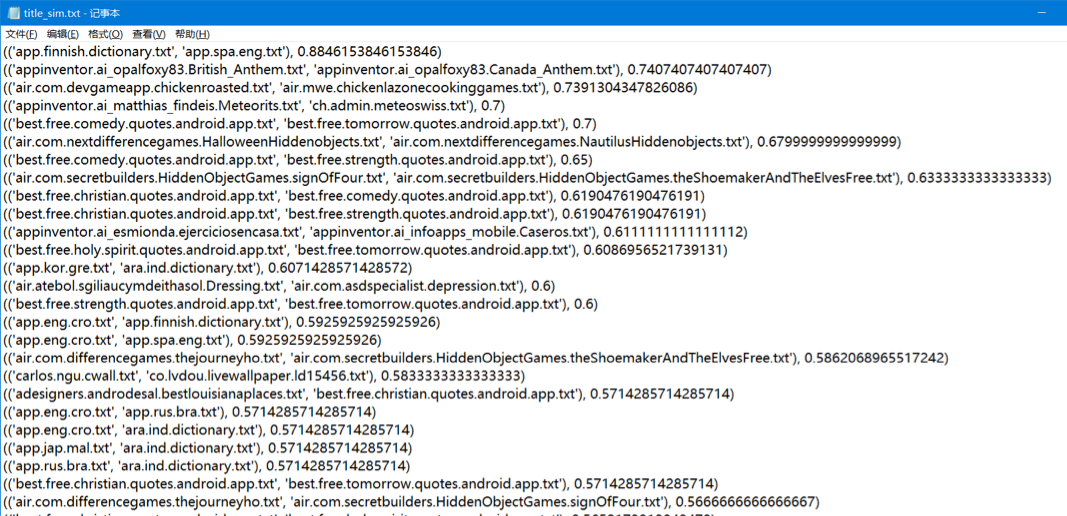 title_sim.txt - 记事本
文件(F) 编辑(E) 格式(O) 查看(V) 帮助(H)
(('app.finnish.dictionary.txt', 'app.spa.eng.txt'), 0.8846153846153846)
(('appinventor.ai_opalfoxy83.British_Anthem.txt', 'appinventor.ai_opalfoxy83.Canada_Anthem.txt'), 0.7407407407407407)
(('air.com.devgameapp.chickenroasted.txt', 'air.mwe.chickenlazonecookinggames.txt'), 0.7391304347826086)
(('appinventor.ai_matthias_findeis.Meteorits.txt', 'ch.admin.meteoswiss.txt'), 0.7)
(('best.free.comedy.quotes.android.app.txt', 'best.free.tomorrow.quotes.android.app.txt'), 0.7)
(('air.com.nextdifferencegames.HalloweenHiddenobjects.txt', 'air.com.nextdifferencegames.NautilusHiddenobjects.txt'), 0.6799999999999999)
(('best.free.comedy.quotes.android.app.txt', 'best.free.strength.quotes.android.app.txt'), 0.65)
(('air.com.secretbuilders.HiddenObjectGames.signOfFour.txt', 'air.com.secretbuilders.HiddenObjectGames.theShoemakerAndTheElvesFree.txt'), 0.6333333333333333)
(('best.free.christian.quotes.android.app.txt', 'best.free.comedy.quotes.android.app.txt'), 0.6190476190476191)
(('best.free.christian.quotes.android.app.txt', 'best.free.strength.quotes.android.app.txt'), 0.6190476190476191)
(('appinventor.ai_esmionda.ejerciciosencasa.txt', 'appinventor.ai_infoapps_mobile.Caseros.txt'), 0.6111111111111112)
(('best.free.holy.spirit.quotes.android.app.txt', 'best.free.tomorrow.quotes.android.app.txt'), 0.6086956521739131)
(('app.kor.gre.txt', 'ara.ind.dictionary.txt'), 0.6071428571428572)
(('air.atebol.sgiliaucymdeithasol.Dressing.txt', 'air.com.asdspecialist.depression.txt'), 0.6)
(('best.free.strength.quotes.android.app.txt', 'best.free.tomorrow.quotes.android.app.txt'), 0.6)
(('app.eng.cro.txt', 'app.finnish.dictionary.txt'), 0.5925925925925926)
(('app.eng.cro.txt', 'app.spa.eng.txt'), 0.5925925925925926)
(('air.com.differencegames.thejourneyho.txt', 'air.com.secretbuilders.HiddenObjectGames.theShoemakerAndTheElvesFree.txt'), 0.5862068965517242)
(('carlos.ngu.cwall.txt', 'co.lvdou.livewallpaper.ld15456.txt'), 0.5833333333333333)
(('adesigners.androdesal.bestlouisianaplaces.txt', 'best.free.christian.quotes.android.app.txt'), 0.5714285714285714)
(('app.eng.cro.txt', 'app.rus.bra.txt'), 0.5714285714285714)
(('app.eng.cro.txt', 'ara.ind.dictionary.txt'), 0.5714285714285714)
(('app.jap.mal.txt', 'ara.ind.dictionary.txt'), 0.5714285714285714)
(('app.rus.bra.txt', 'ara.ind.dictionary.txt'), 0.5714285714285714)
(('best.free.christian.quotes.android.app.txt', 'best.free.tomorrow.quotes.android.app.txt'), 0.5714285714285714)
(('air.com.differencegames.thejourneyho.txt', 'air.com.secretbuilders.HiddenObjectGames.signOfFour.txt'), 0.5666666666666667)